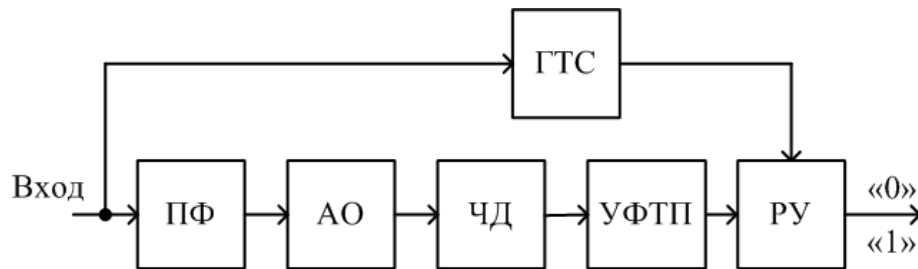 ГТС
Вход
ПФ
АО
ЧД
УФТП
РУ
«0»
«1»